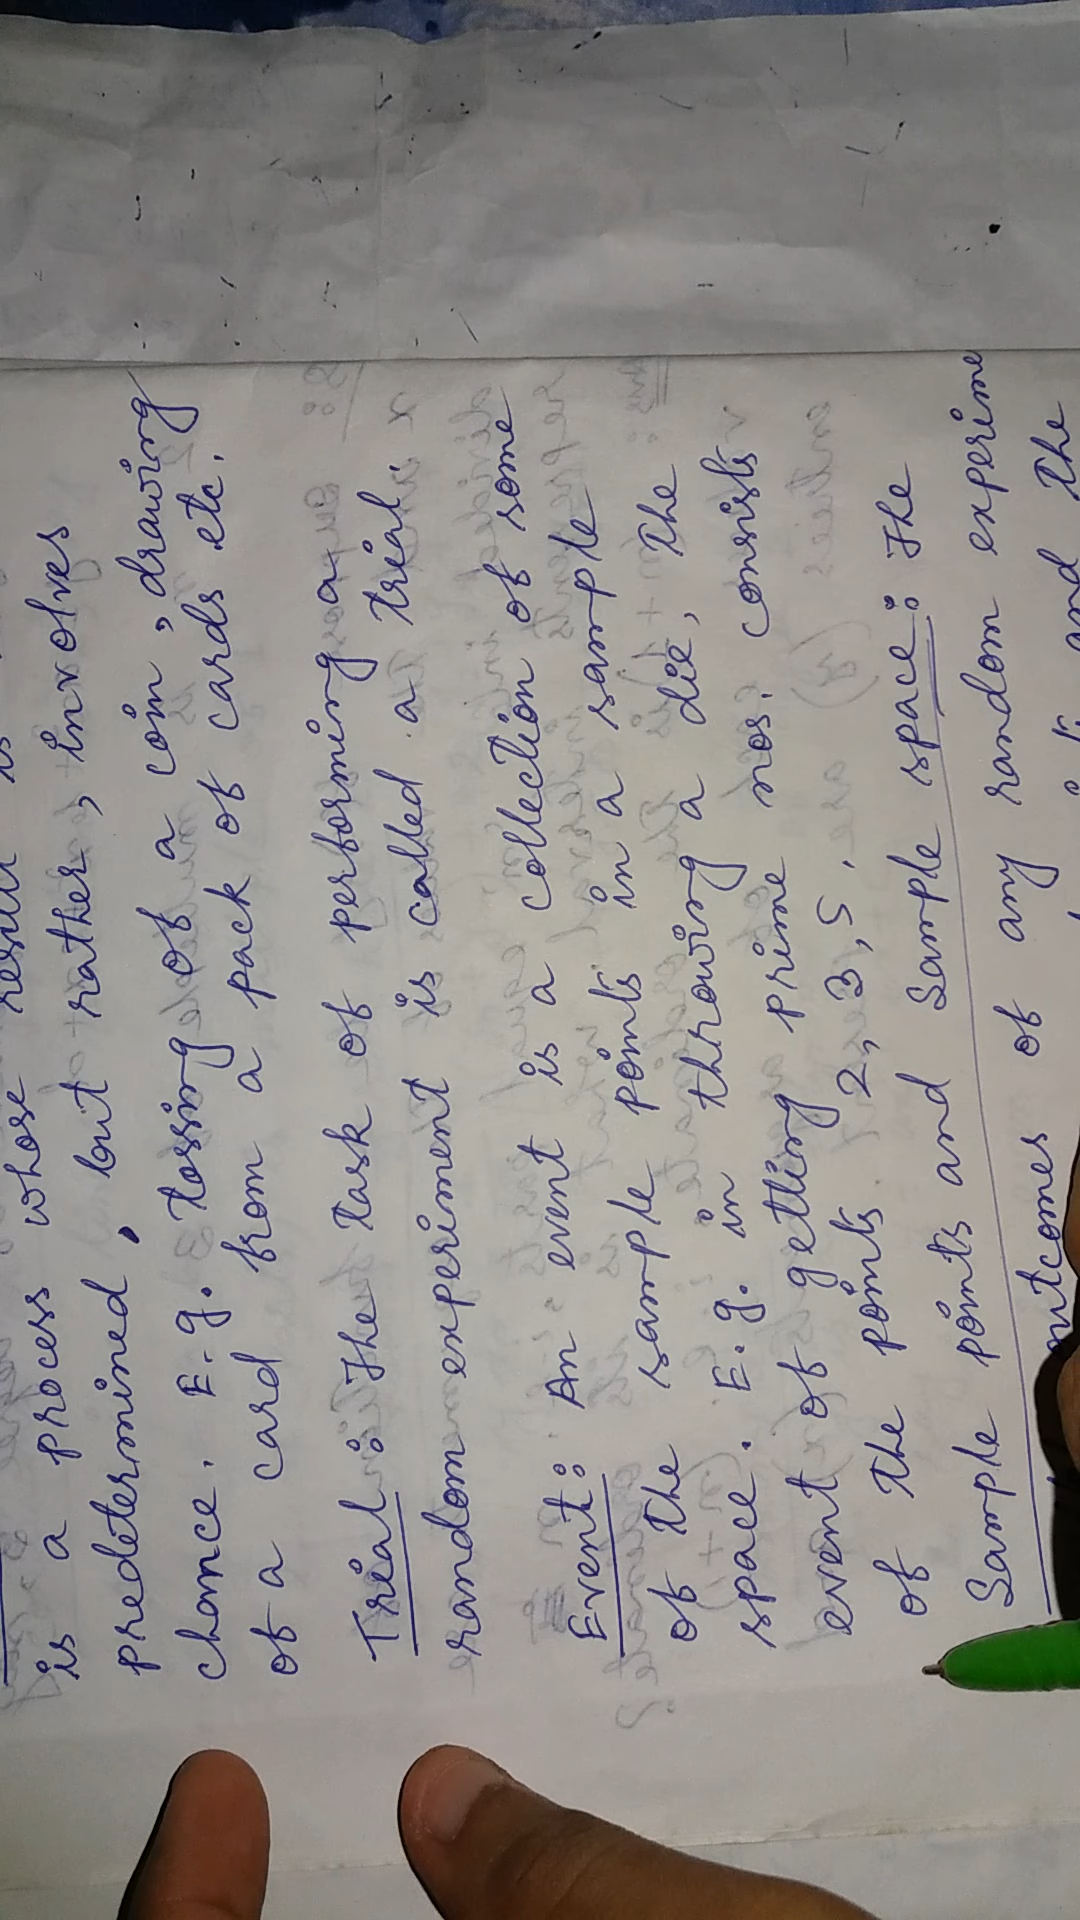 is a process whose result is
predetermined, but rather, involves
chance. E.g. tossing of a coin, drawing
of a card from a pack of cards etc.
Trial: The task of performing a
random experiment is called a trial.
Event: An event is a collection of some
of the sample points in a sample
space. E.g. in throwing a die, the
event of getting prime nos. consists
of the points 2, 3, 5.
Sample points and Sample space: The
outcomes of any random experime
and the